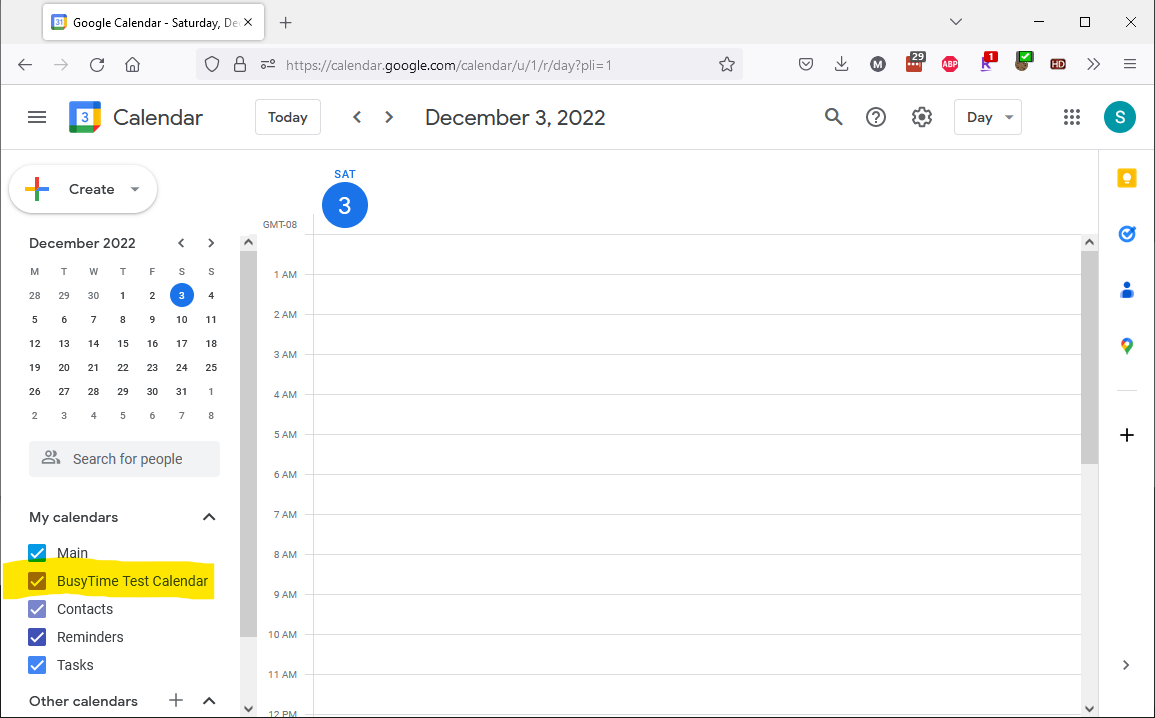 31 Google Calendar - Saturday, De
29 1
M ABP R HD
https://calendar.google.com/calendar/u/1/r/day?pli=1
3 Calendar Today December 3, 2022 Day S
Create
SAT
3
GMT-08
December 2022
M T W T F S S
28 29 30 1 2 3 4
5 6 7 8 9 10 11
12 13 14 15 16 17 18
19 20 21 22 23 24 25
26 27 28 29 30 31 1
2 3 4 5 6 7 8
Search for people
My calendars
Main
BusyTime Test Calendar
Contacts
Reminders
Tasks
Other calendars
1 AM
2 AM
3 AM
4 AM
5 AM
6 AM
7 AM
8 AM
9 AM
10 AM
11 AM
12 PM